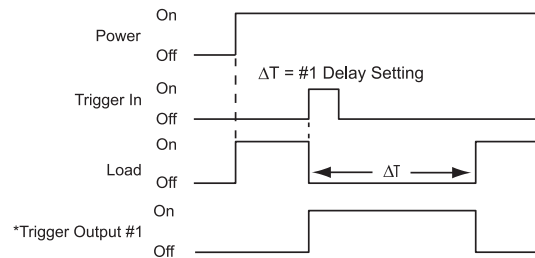 On
Power
Off
ΔT = #1 Delay Setting
On
Trigger In
Off
On
Load
ΔT
Off
On
*Trigger Output #1
Off